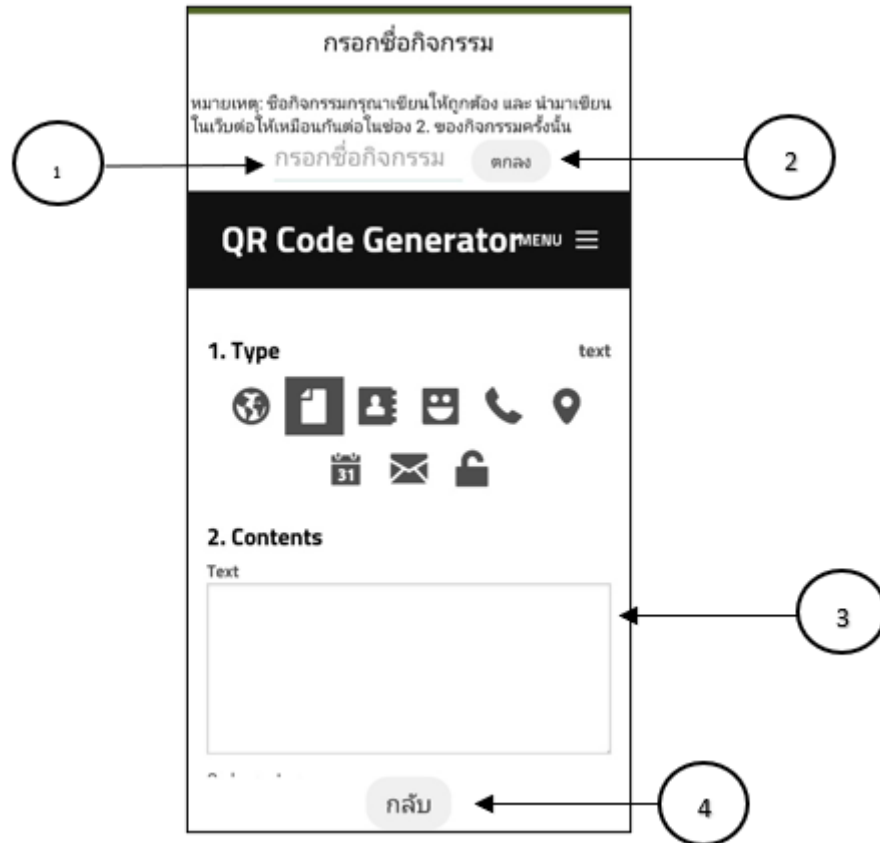 กรอกชื่อกิจกรรม
หมายเหตุ: ชือกิจกรรมกรุณาเขียนให้ถูกต้อง และ นำมาเขียน
ในเว็บต่อให้เหมือนกันต่อในช่อง 2. ของกิจกรรมครั้งนั้น
1
กรอกชื่อกิจกรรม
ตกลง
2
QR Code Generator
MENU
1. Type
text
31
2. Contents
Text
3
กลับ
4